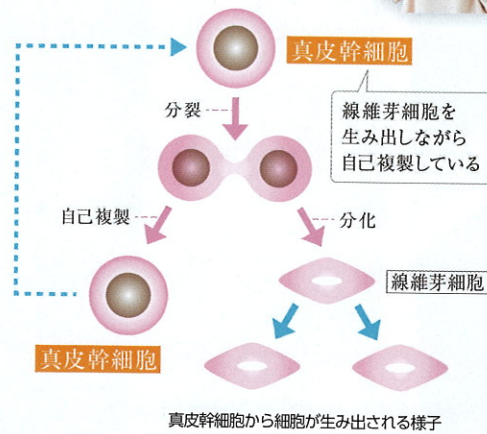 真皮幹細胞
分裂
線維芽細胞を
生み出しながら
自己複製している
自己複製
分化
線維芽細胞
真皮幹細胞
真皮幹細胞から細胞が生み出される様子